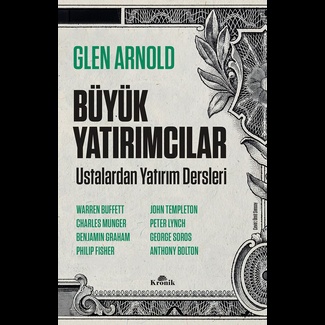 GLEN ARNOLD
BÜYÜK
YATIRIMCILAR
Ustalardan Yatırım Dersleri
WARREN BUFFETT
CHARLES MUNGER
BENJAMIN GRAHAM
PHILIP FISHER
JOHN TEMPLETON
PETER LYNCH
GEORGE SOROS
ANTHONY BOLTON
Kronik